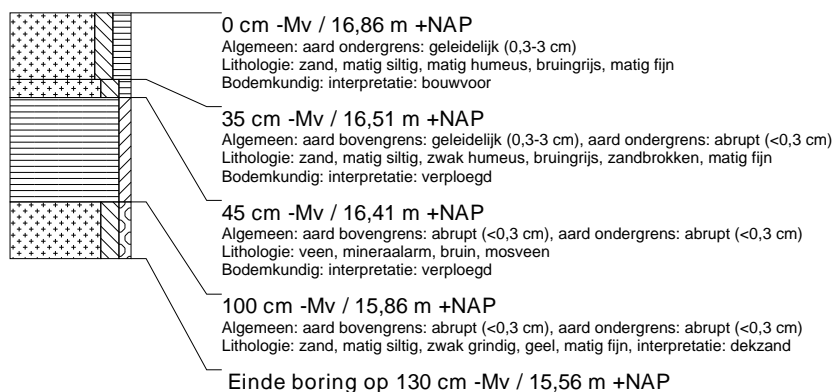 0 cm -Mv / 16,86 m +NAP
Algemeen: aard ondergrens: geleidelijk (0,3-3 cm)
Lithologie: zand, matig siltig, matig humeus, bruingrijs, matig fijn
Bodemkundig: interpretatie: bouwvoor
35 cm -Mv / 16,51 m +NAP
Algemeen: aard bovengrens: geleidelijk (0,3-3 cm), aard ondergrens: abrupt (<0,3 cm)
Lithologie: zand, matig siltig, zwak humeus, bruingrijs, zandbrokken, matig fijn
Bodemkundig: interpretatie: verploegd
45 cm -Mv / 16,41 m +NAP
Algemeen: aard bovengrens: abrupt (<0,3 cm), aard ondergrens: abrupt (<0,3 cm)
Lithologie: veen, mineraalarm, bruin, mosveen
Bodemkundig: interpretatie: verploegd
100 cm -Mv / 15,86 m +NAP
Algemeen: aard bovengrens: abrupt (<0,3 cm), aard ondergrens: abrupt (<0,3 cm)
Lithologie: zand, matig siltig, zwak grindig, geel, matig fijn, interpretatie: dekzand
Einde boring op 130 cm -Mv / 15,56 m +NAP